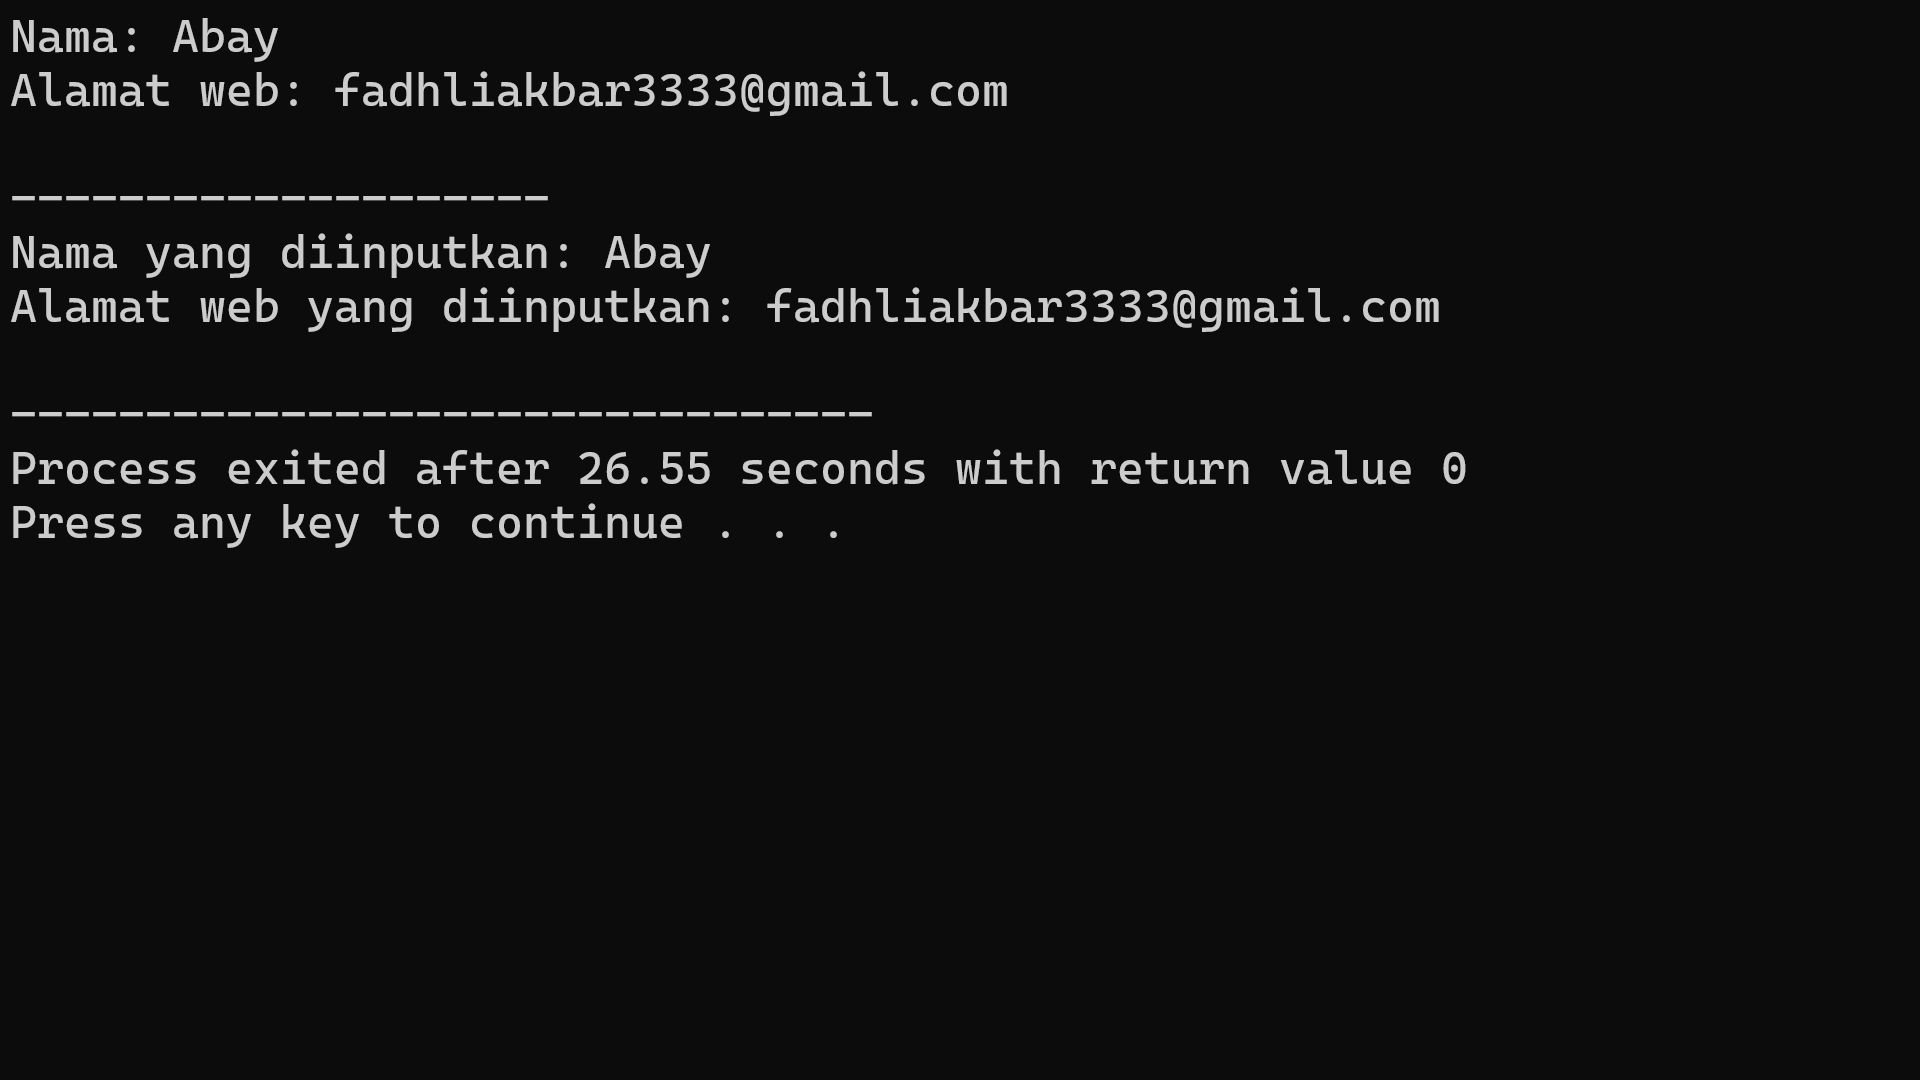 Nama: Abay
Alamat web: fadhliakbar3333@gmail.com
--------------------
Nama yang diinputkan: Abay
Alamat web yang diinputkan: fadhliakbar3333@gmail.com
--------------------------------
Process exited after 26.55 seconds with return value 0
Press any key to continue . . .